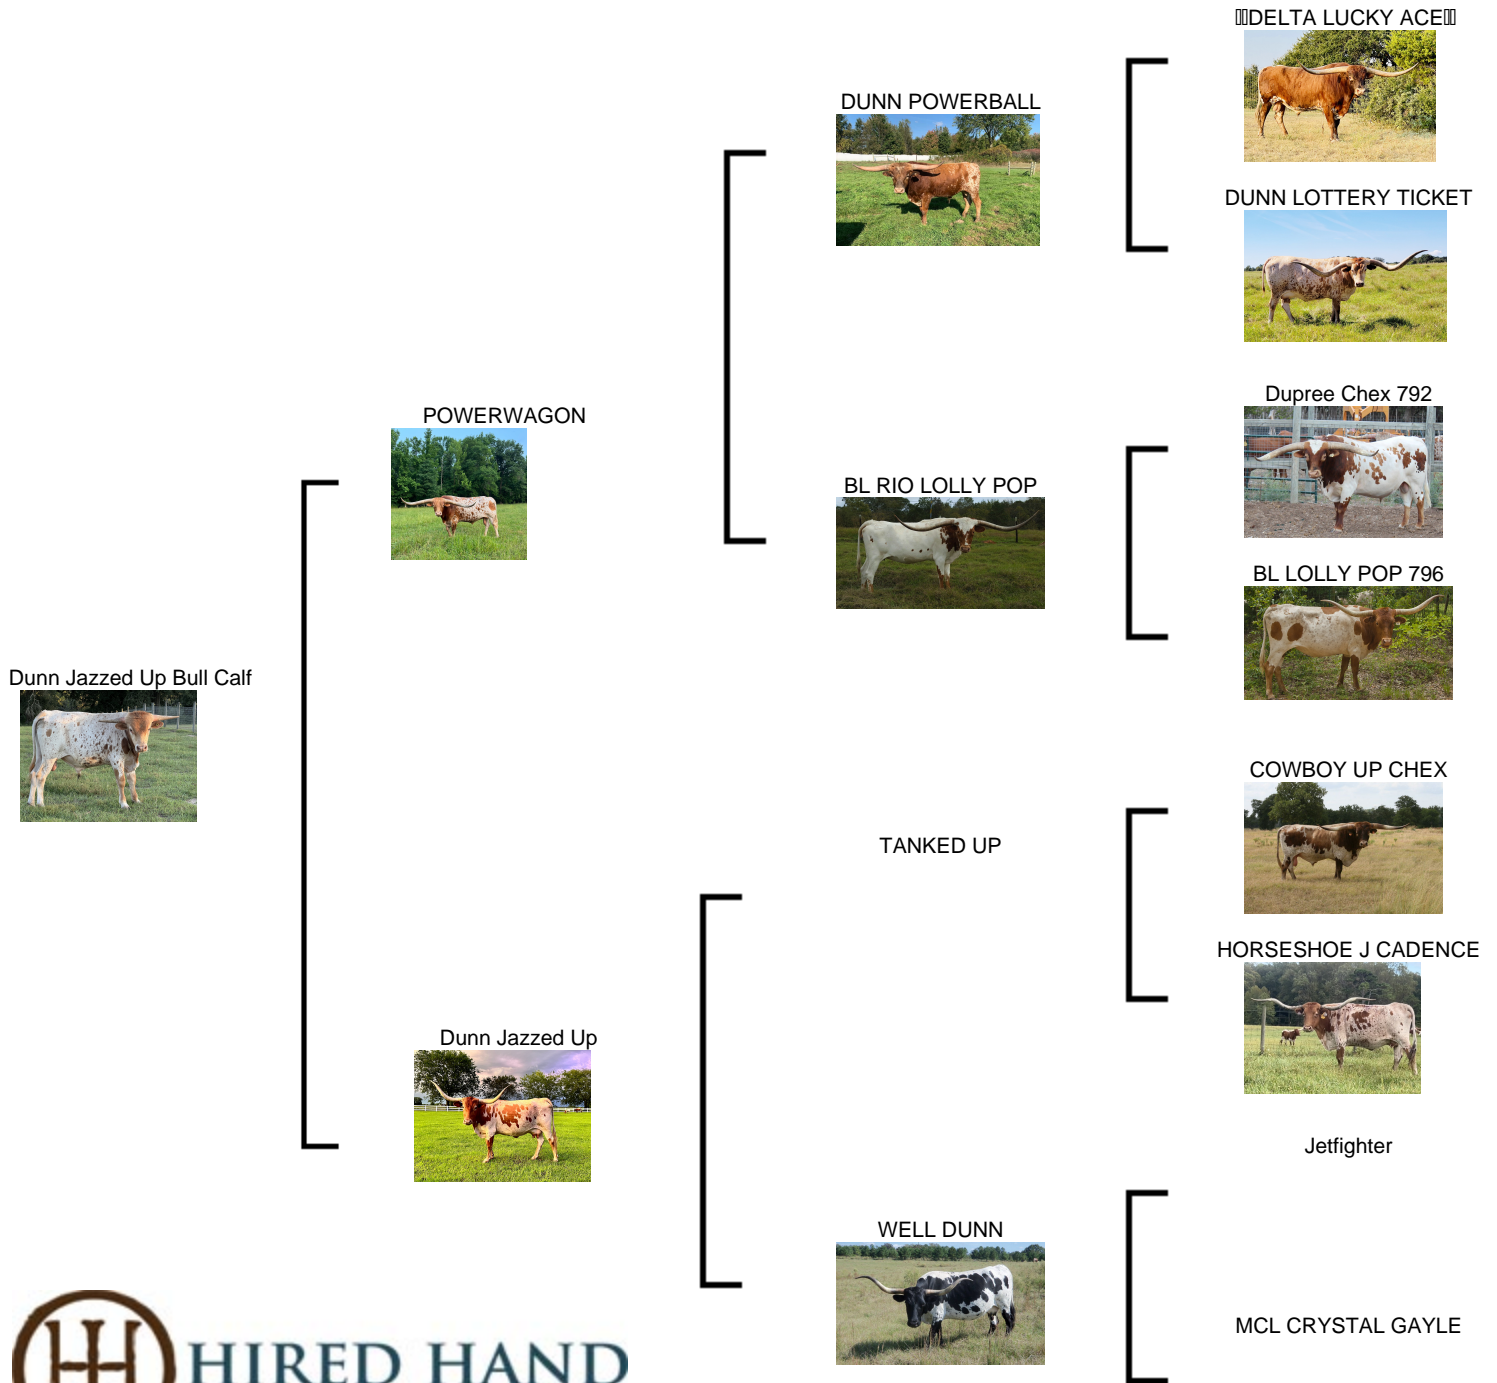 DELTA LUCKY ACE
DUNN POWERBALL
DUNN LOTTERY TICKET
Dupree Chex 792
POWERWAGON
BL RIO LOLLY POP
BL LOLLY POP 796
Dunn Jazzed Up Bull Calf
COWBOY UP CHEX
TANKED UP
HORSESHOE J CADENCE
Dunn Jazzed Up
Jetfighter
WELL DUNN
MCL CRYSTAL GAYLE
HIRED HAND